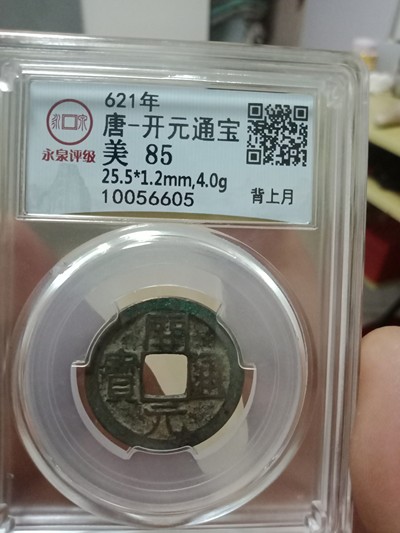 621年
唐-开元通宝
永泉评级
美 85
25.5*1.2mm,4.0g
10056605
背上月
開
元
通
寳